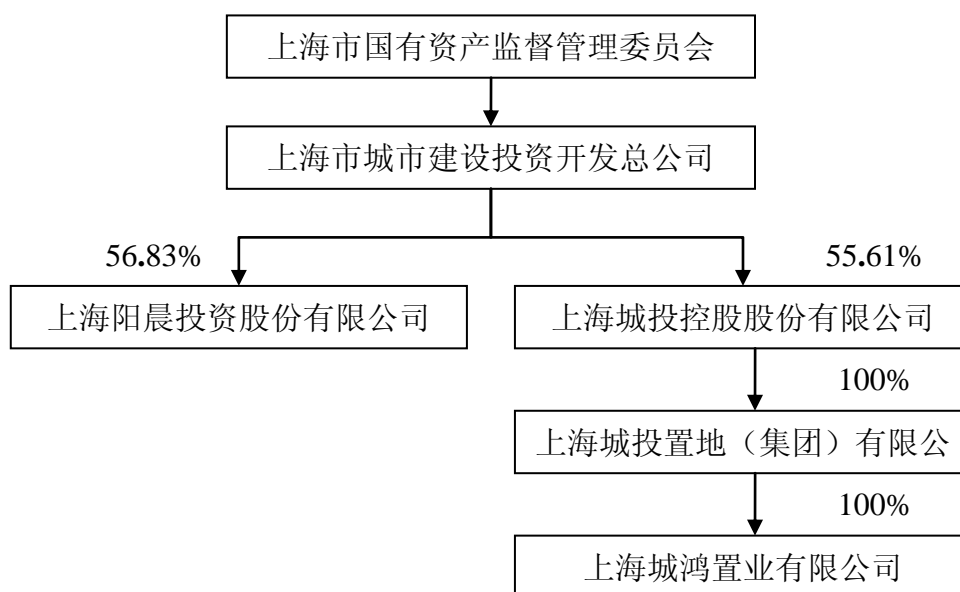 上海市国有资产监督管理委员会
上海市城市建设投资开发总公司
56.83%
55.61%
上海阳晨投资股份有限公司
上海城投控股股份有限公司
100%
上海城投置地（集团）有限公
100%
上海城鸿置业有限公司